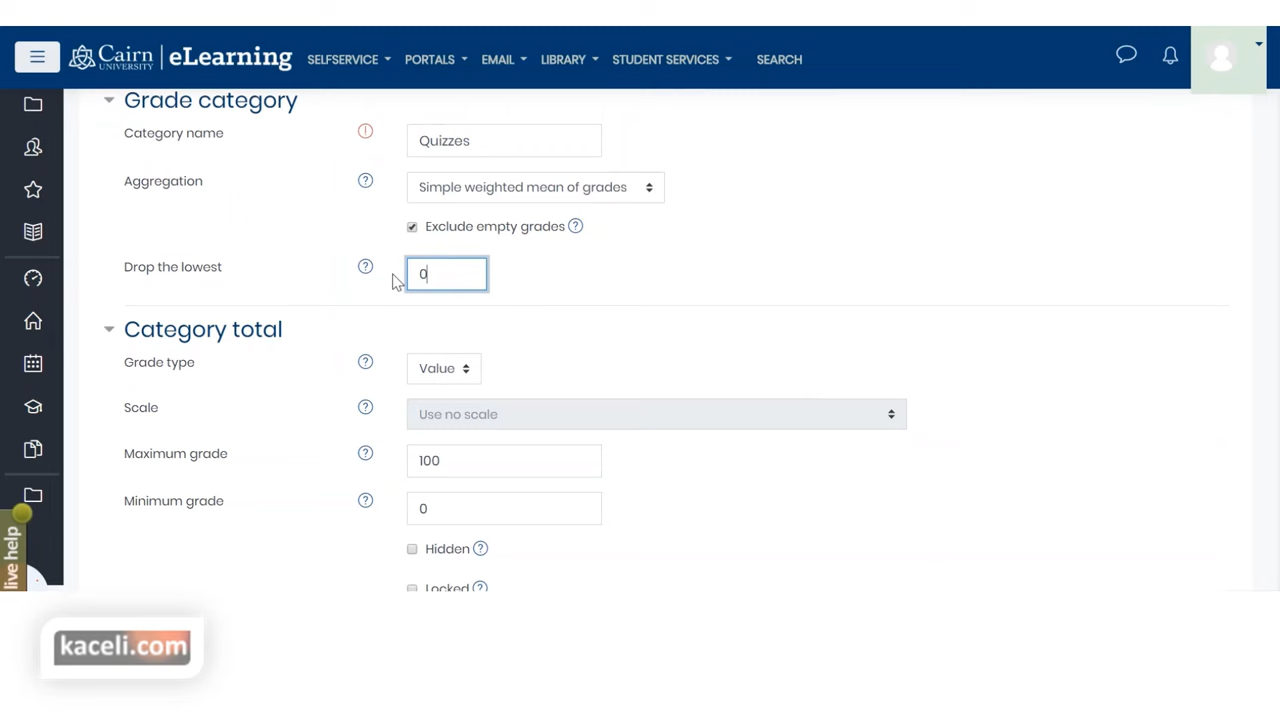 Cairn UNIVERSITY eLearning SELFSERVICE PORTALS EMAIL LIBRARY STUDENT SERVICES SEARCH
Grade category
Category name Quizzes
Aggregation Simple weighted mean of grades
Exclude empty grades
Drop the lowest 0
Category total
Grade type Value
Scale Use no scale
Maximum grade 100
Minimum grade 0
Hidden
Locked
live help
kaceli.com